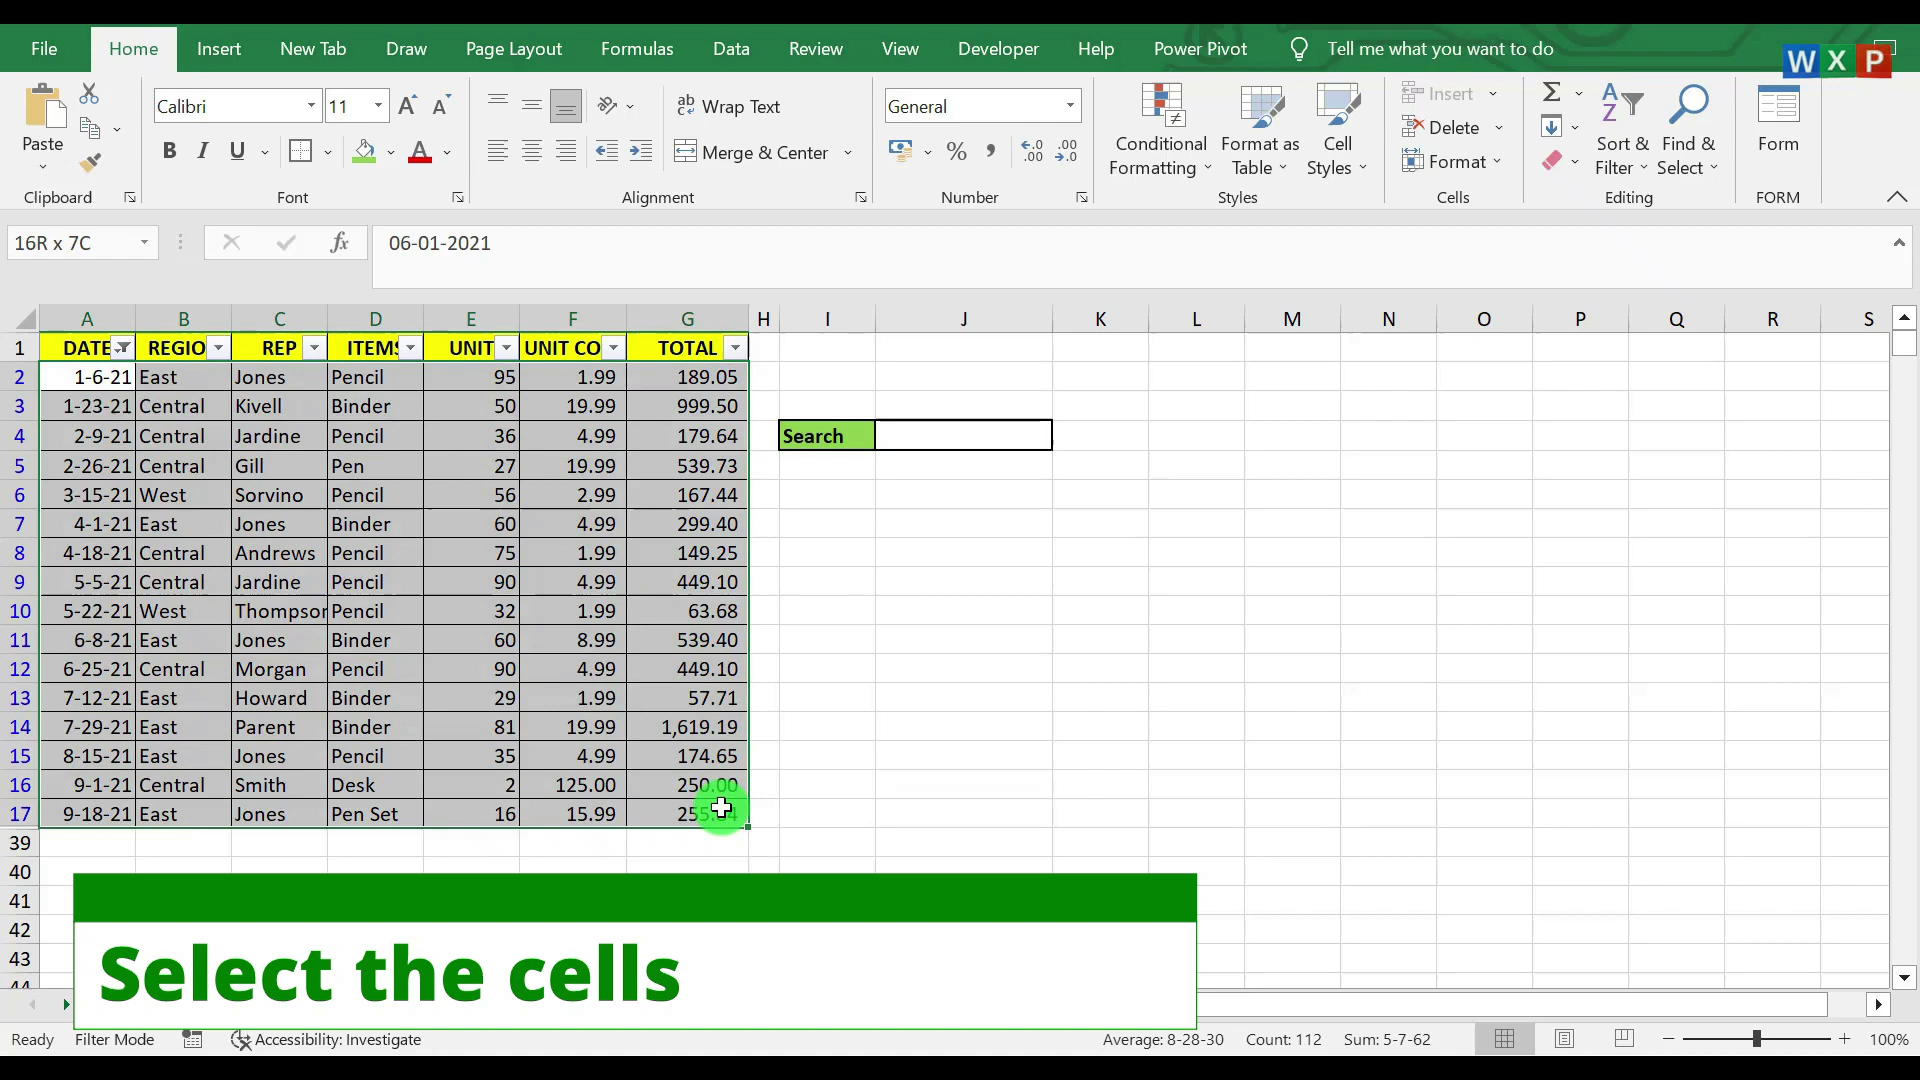 File Home Insert New Tab Draw Page Layout Formulas Data Review View Developer Help Power Pivot Tell me what you want to do
W X P
Calibri 11 Wrap Text General Insert
Paste Conditional Format as Cell Delete Sort & Find & Form
B I U A Merge & Center % Formatting Table Styles Format Filter Select
Clipboard Font Alignment Number Styles Cells Editing FORM
16R x 7C fx 06-01-2021
A B C D E F G H I J K L M N O P Q R S
1 DATE REGIO REP ITEMS UNIT UNIT CO TOTAL
2 1-6-21 East Jones Pencil 95 1.99 189.05
3 1-23-21 Central Kivell Binder 50 19.99 999.50
4 2-9-21 Central Jardine Pencil 36 4.99 179.64 Search
5 2-26-21 Central Gill Pen 27 19.99 539.73
6 3-15-21 West Sorvino Pencil 56 2.99 167.44
7 4-1-21 East Jones Binder 60 4.99 299.40
8 4-18-21 Central Andrews Pencil 75 1.99 149.25
9 5-5-21 Central Jardine Pencil 90 4.99 449.10
10 5-22-21 West Thompson Pencil 32 1.99 63.68
11 6-8-21 East Jones Binder 60 8.99 539.40
12 6-25-21 Central Morgan Pencil 90 4.99 449.10
13 7-12-21 East Howard Binder 29 1.99 57.71
14 7-29-21 East Parent Binder 81 19.99 1,619.19
15 8-15-21 East Jones Pencil 35 4.99 174.65
16 9-1-21 Central Smith Desk 2 125.00 250.00
17 9-18-21 East Jones Pen Set 16 15.99
39
40
41
42
43
44
Select the cells
Ready Filter Mode Accessibility: Investigate Average: 8-28-30 Count: 112 Sum: 5-7-62 100%